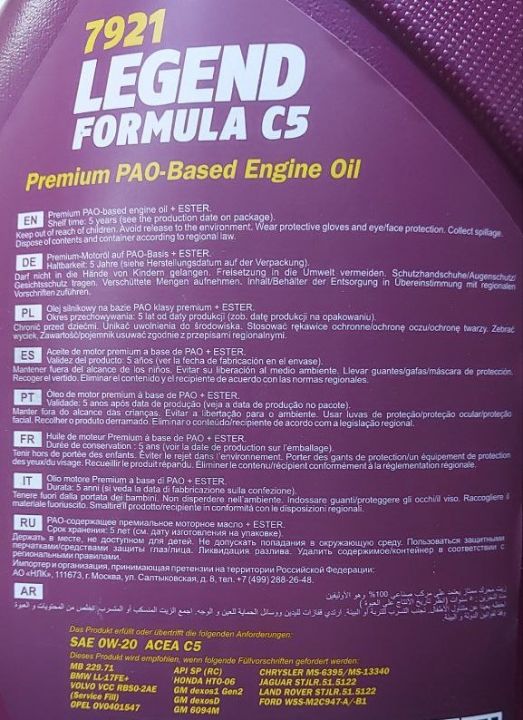 7921
LEGEND
FORMULA C5
Premium PAO-Based Engine Oil
EN Premium PAO-based engine oil + ESTER.
Shelf time: 5 years (see the production date on package).
Keep out of reach of children. Avoid release to the environment. Wear protective gloves and eye/face protection. Collect spillage.
Dispose of contents and container according to regional law.
DE Premium-Motoröl auf PAO-Basis + ESTER.
Haltbarkeit: 5 Jahre (siehe Herstellungsdatum auf der Verpackung).
Darf nicht in die Hände von Kindern gelangen. Freisetzung in die Umwelt vermeiden. Schutzhandschuhe/Augenschutz/
Gesichtsschutz tragen. Verschüttete Mengen aufnehmen. Inhalt/Behälter der Entsorgung in Übereinstimmung mit regionalen
Vorschriften zuführen.
PL Olej silnikowy na bazie PAO klasy premium + ESTER.
Okres przechowywania: 5 lat od daty produkcji (zob. datę produkcji na opakowaniu).
Chronić przed dziećmi. Unikać uwolnienia do środowiska. Stosować rękawice ochronne/ochronę oczu/ochronę twarzy. Zebrać
wyciek. Zawartość/pojemnik usuwać zgodnie z przepisami regionalnymi.
ES Aceite de motor premium a base de PAO + ESTER.
Validez del producto: 5 años (ver la fecha de fabricación en el envase).
Mantener fuera del alcance de los niños. Evitar su liberación al medio ambiente. Llevar guantes/gafas/máscara de protección.
Recoger el vertido. Eliminar el contenido y el recipiente de acuerdo con las normas regionales.
PT Óleo de motor premium à base de PAO + ESTER.
Validade: 5 anos após data de produção (veja a data de produção no pacote).
Manter fora do alcance das crianças. Evitar a libertação para o ambiente. Usar luvas de proteção/proteção ocular/proteção
facial. Recolher o produto derramado. Eliminar o conteúdo/recipiente de acordo com a legislação regional.
FR Huile de moteur Premium à base de PAO + ESTER.
Durée de conservation : 5 ans (voir la date de production sur l'emballage).
Tenir hors de portée des enfants. Éviter le rejet dans l'environnement. Porter des gants de protection/un équipement de protection
des yeux/du visage. Recueillir le produit répandu. Éliminer le contenu/récipient conformément à la réglementation régionale.
IT Olio motore Premium a base di PAO + ESTER.
Durata: 5 anni (si veda la data di fabbricazione sulla confezione).
Tenere fuori dalla portata dei bambini. Non disperdere nell'ambiente. Indossare guanti/proteggere gli occhi/il viso. Raccogliere il
materiale fuoriuscito. Smaltire il prodotto/recipiente in conformità con le disposizioni regionali.
RU PAO-содержащее премиальное моторное масло + ESTER.
Срок хранения: 5 лет (см. дату изготовления на упаковке).
Держать в месте, не доступном для детей. Не допускать попадания в окружающую среду. Пользоваться защитными
перчатками/средствами защиты глаз/лица. Ликвидация разлива. Удалить содержимое/контейнер в соответствии с
региональными правилами.
Импортер и организация, принимающая претензии на территории Российской Федерации:
АО «НЛК», 111673, г. Москва, ул. Салтыковская, д. 8, тел. +7 (499) 288-26-48.
AR
Das Produkt erfüllt oder übertrifft die folgenden Anforderungen:
SAE 0W-20 ACEA C5
Dieses Produkt wird empfohlen, wenn folgende Füllvorschriften gefordert werden:
MB 229.71
BMW LL-17FE+
VOLVO VCC RBS0-2AE
(Service Fill)
OPEL OV0401547
API SP (RC)
HONDA HTO-06
GM dexos1 Gen2
GM dexosD
GM 6094M
CHRYSLER MS-6395/MS-13340
JAGUAR STJLR.51.5122
LAND ROVER STJLR.51.5122
FORD WSS-M2C947-A/-B1